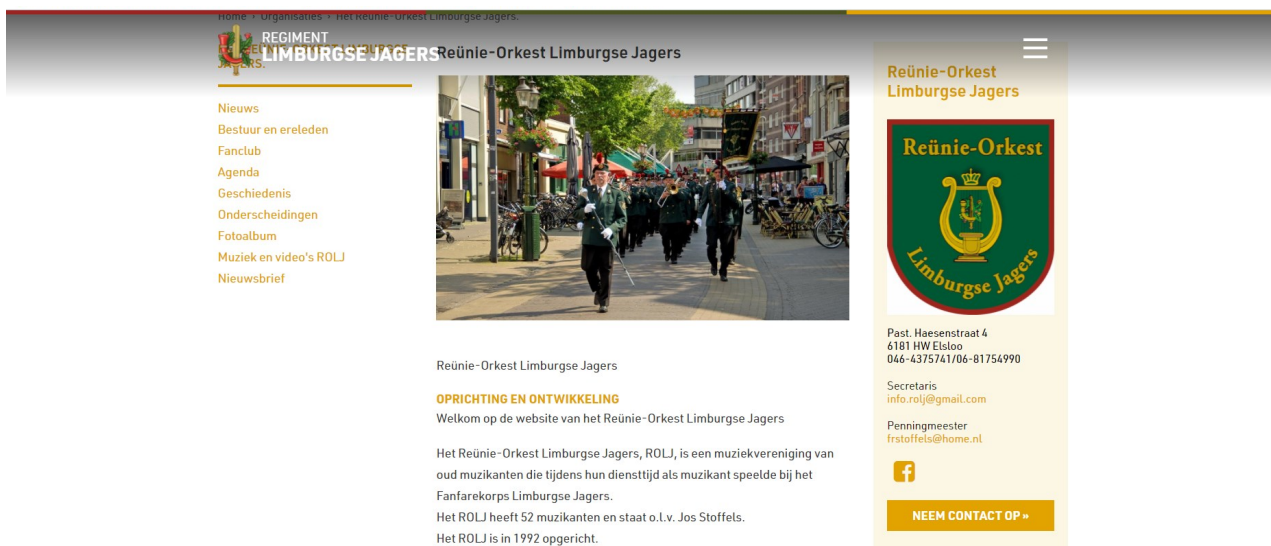 Home › Organisaties › Het Reünie-Orkest Limburgse Jagers.
REGIMENT
LIMBURGSE JAGERS
JAGERS.
Nieuws
Bestuur en ereleden
Fanclub
Agenda
Geschiedenis
Onderscheidingen
Fotoalbum
Muziek en video's ROLJ
Nieuwsbrief
Reünie-Orkest Limburgse Jagers
Reünie-Orkest Limburgse Jagers
OPRICHTING EN ONTWIKKELING
Welkom op de website van het Reünie-Orkest Limburgse Jagers
Het Reünie-Orkest Limburgse Jagers, ROLJ, is een muziekvereniging van
oud muzikanten die tijdens hun diensttijd als muzikant speelde bij het
Fanfarekorps Limburgse Jagers.
Het ROLJ heeft 52 muzikanten en staat o.l.v. Jos Stoffels.
Het ROLJ is in 1992 opgericht.
Reünie-Orkest
Limburgse Jagers
Reünie-Orkest
Limburgse Jagers
Past. Haesenstraat 4
6181 HW Elsloo
046-4375741/06-81754990
Secretaris
info.rolj@gmail.com
Penningmeester
frstoffels@home.nl
NEEM CONTACT OP »